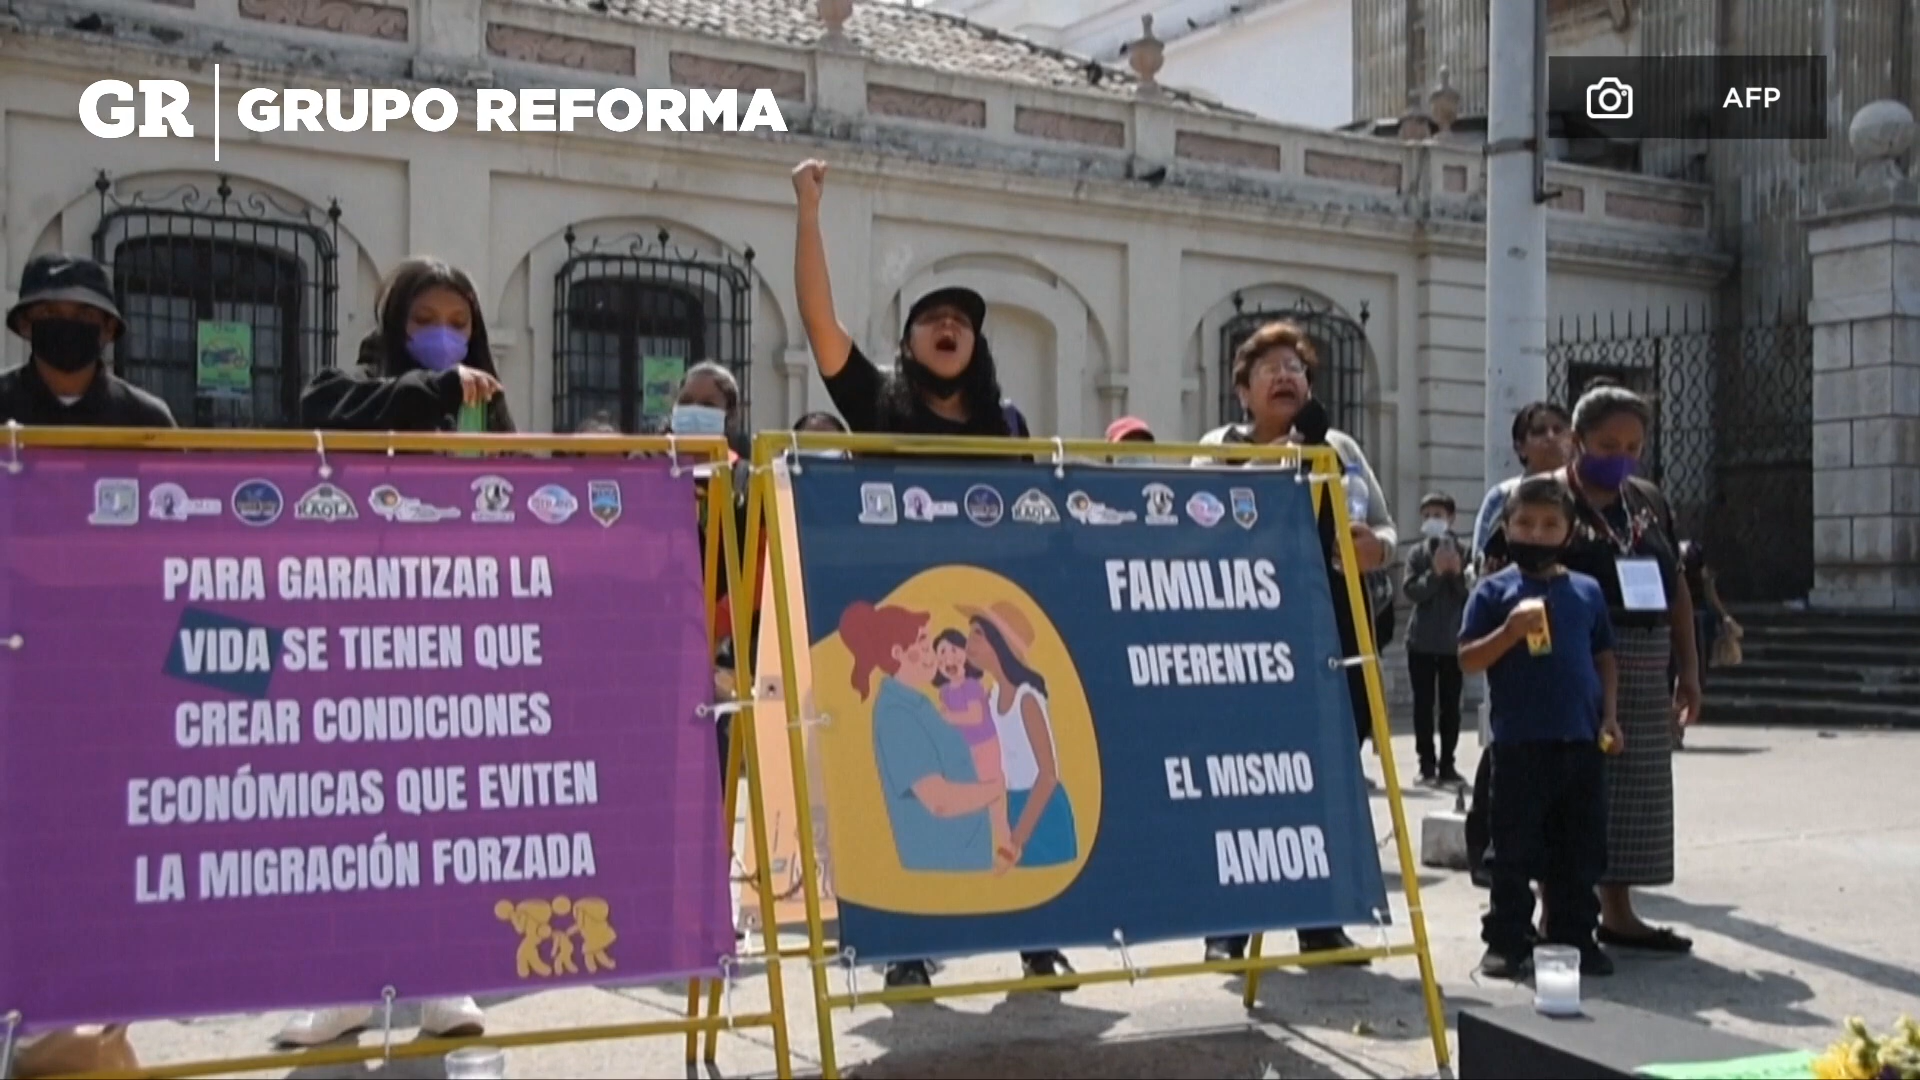 GR GRUPO REFORMA
AFP
KAQLA
PARA GARANTIZAR LA
VIDA SE TIENEN QUE
CREAR CONDICIONES
ECONÓMICAS QUE EVITEN
LA MIGRACIÓN FORZADA
KAQLA
FAMILIAS
DIFERENTES
EL MISMO
AMOR